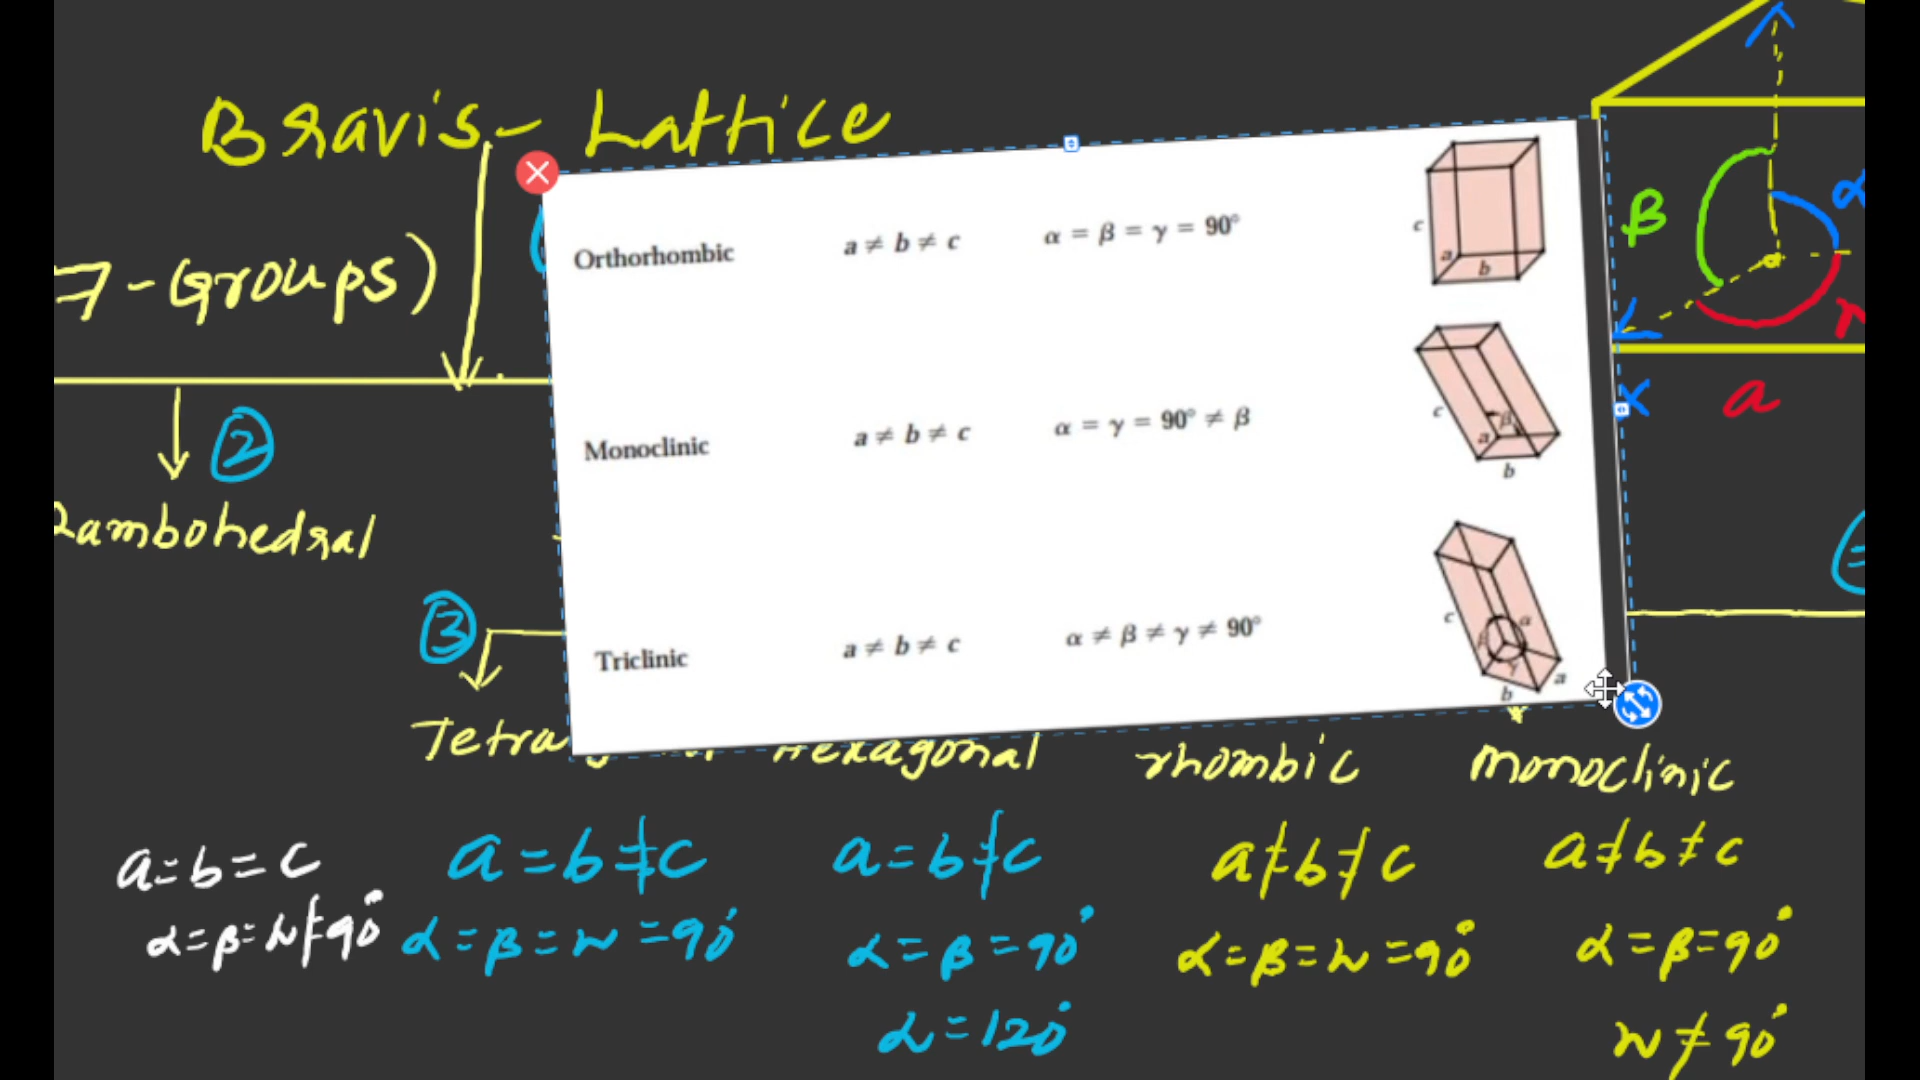 Bravis - Lattice
7 - Groups)
Orthorhombic a ≠ b ≠ c α = β = γ = 90°
c
a
b
β
α
a
Monoclinic a ≠ b ≠ c α = γ = 90° ≠ β
c
β
a
b
②
Rambohedral
③
Triclinic a ≠ b ≠ c α ≠ β ≠ γ ≠ 90°
c
α
β
γ
a
b
Hexagonal rhombic monoclinic
a = b = c
α = β = γ ≠ 90°
a = b ≠ c
α = β = γ = 90°
a = b ≠ c
α = β = 90°
α = 120°
a ≠ b ≠ c
α = β = γ = 90°
a ≠ b ≠ c
α = β = 90°
γ ≠ 90°